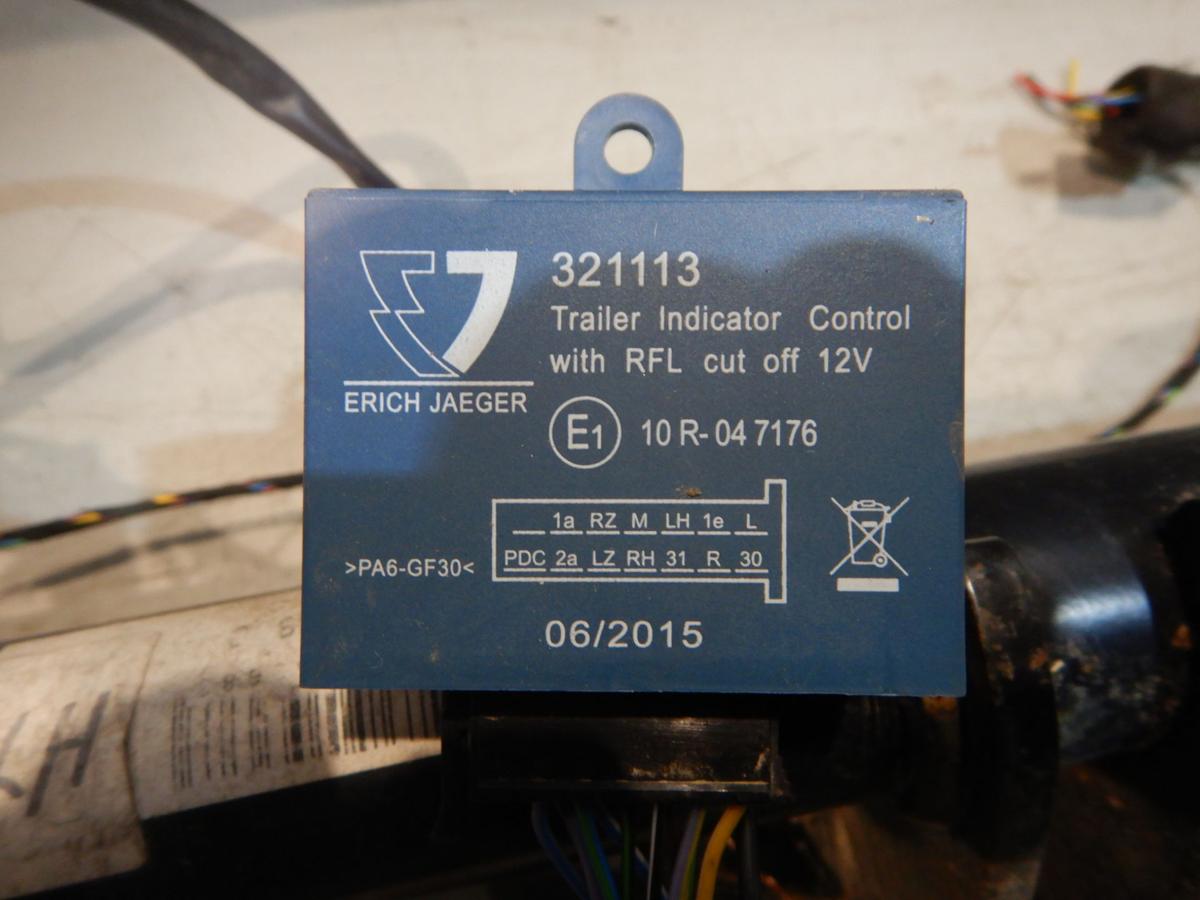 321113
Trailer Indicator Control
with RFL cut off 12V
ERICH JAEGER
E1 10 R-04 7176
1a RZ M LH 1e L
PDC 2a LZ RH 31 R 30
>PA6-GF30<
06/2015